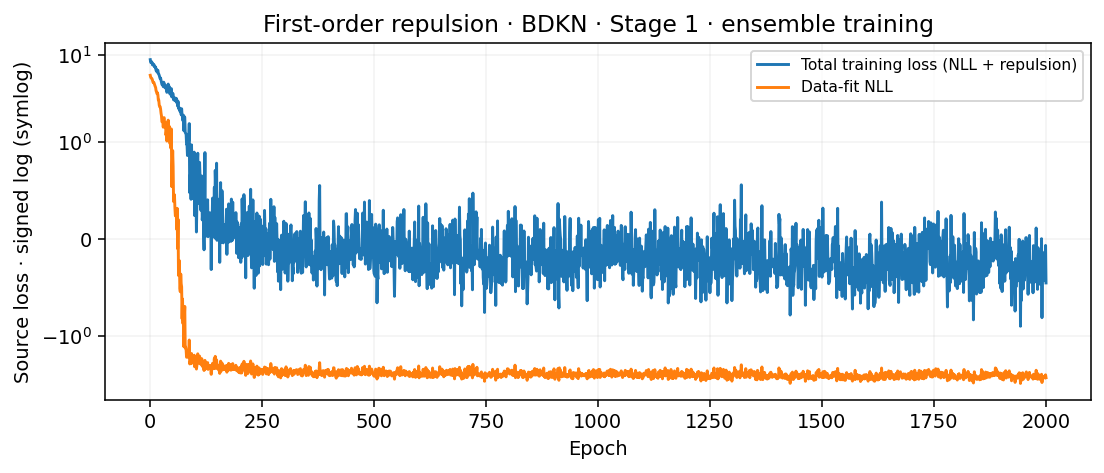 First-order repulsion · BDKN · Stage 1 · ensemble training
Total training loss (NLL + repulsion)
Data-fit NLL
Source loss · signed log (symlog)
10¹
10⁰
0
−10⁰
0 250 500 750 1000 1250 1500 1750 2000
Epoch